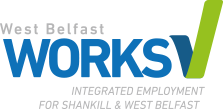 West Belfast
WORKS
INTEGRATED EMPLOYMENT
FOR SHANKILL & WEST BELFAST